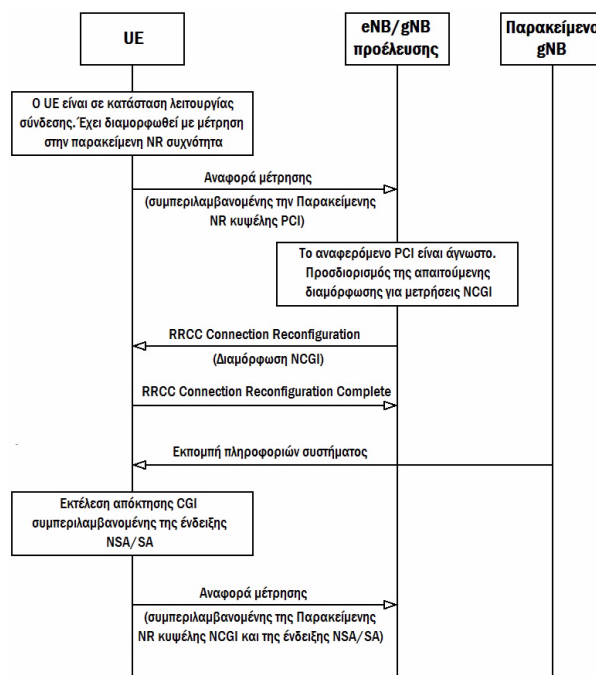 UE
eNB/gNB
προέλευσης
Παρακείμενο
gNB
Ο UE είναι σε κατάσταση λειτουργίας
σύνδεσης. Έχει διαμορφωθεί με μέτρηση
στην παρακείμενη NR συχνότητα
Αναφορά μέτρησης
(συμπεριλαμβανομένης την Παρακείμενης
NR κυψέλης PCI)
Το αναφερόμενο PCI είναι άγνωστο.
Προσδιορισμός της απαιτούμενης
διαμόρφωσης για μετρήσεις NCGI
RRCC Connection Reconfiguration
(Διαμόρφωση NCGI)
RRCC Connection Reconfiguration Complete
Εκπομπή πληροφοριών συστήματος
Εκτέλεση απόκτησης CGI
συμπεριλαμβανομένης της ένδειξης
NSA/SA
Αναφορά μέτρησης
(συμπεριλαμβανομένης της Παρακείμενης
NR κυψέλης NCGI και της ένδειξης NSA/SA)